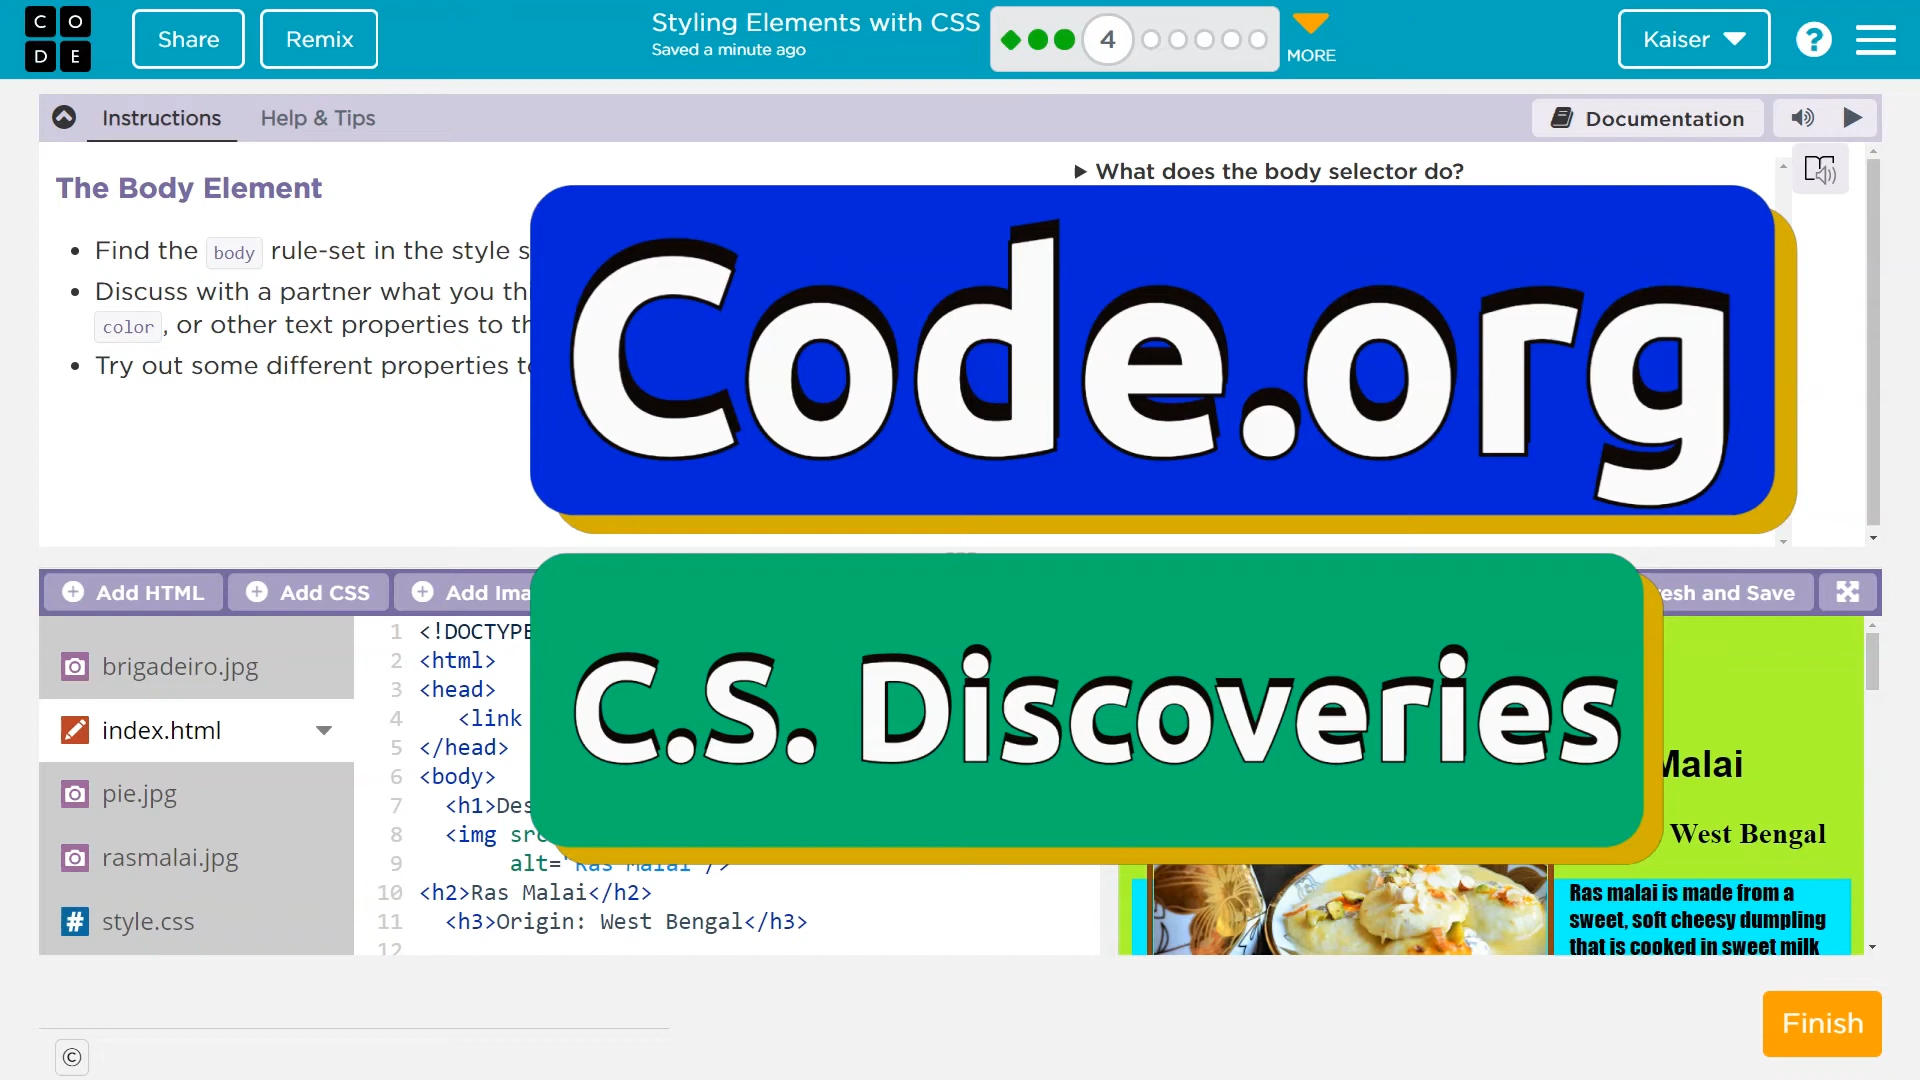 CODE
Share
Remix
Styling Elements with CSS
Saved a minute ago
4
MORE
Kaiser
?
Instructions
Help & Tips
Documentation
The Body Element
Find the body rule-set in the style s
Discuss with a partner what you th
color, or other text properties to th
Try out some different properties to
What does the body selector do?
Code.org
C.S. Discoveries
Add HTML
Add CSS
Add Ima
esh and Save
brigadeiro.jpg
index.html
pie.jpg
rasmalai.jpg
# style.css
1 <!DOCTYPE
2 <html>
3 <head>
4 <link
5 </head>
6 <body>
7 <h1>Des
8 <img src
9 alt="Ras Malai"/>
10 <h2>Ras Malai</h2>
11 <h3>Origin: West Bengal</h3>
12
Malai
West Bengal
Ras malai is made from a
sweet, soft cheesy dumpling
that is cooked in sweet milk
Finish
©